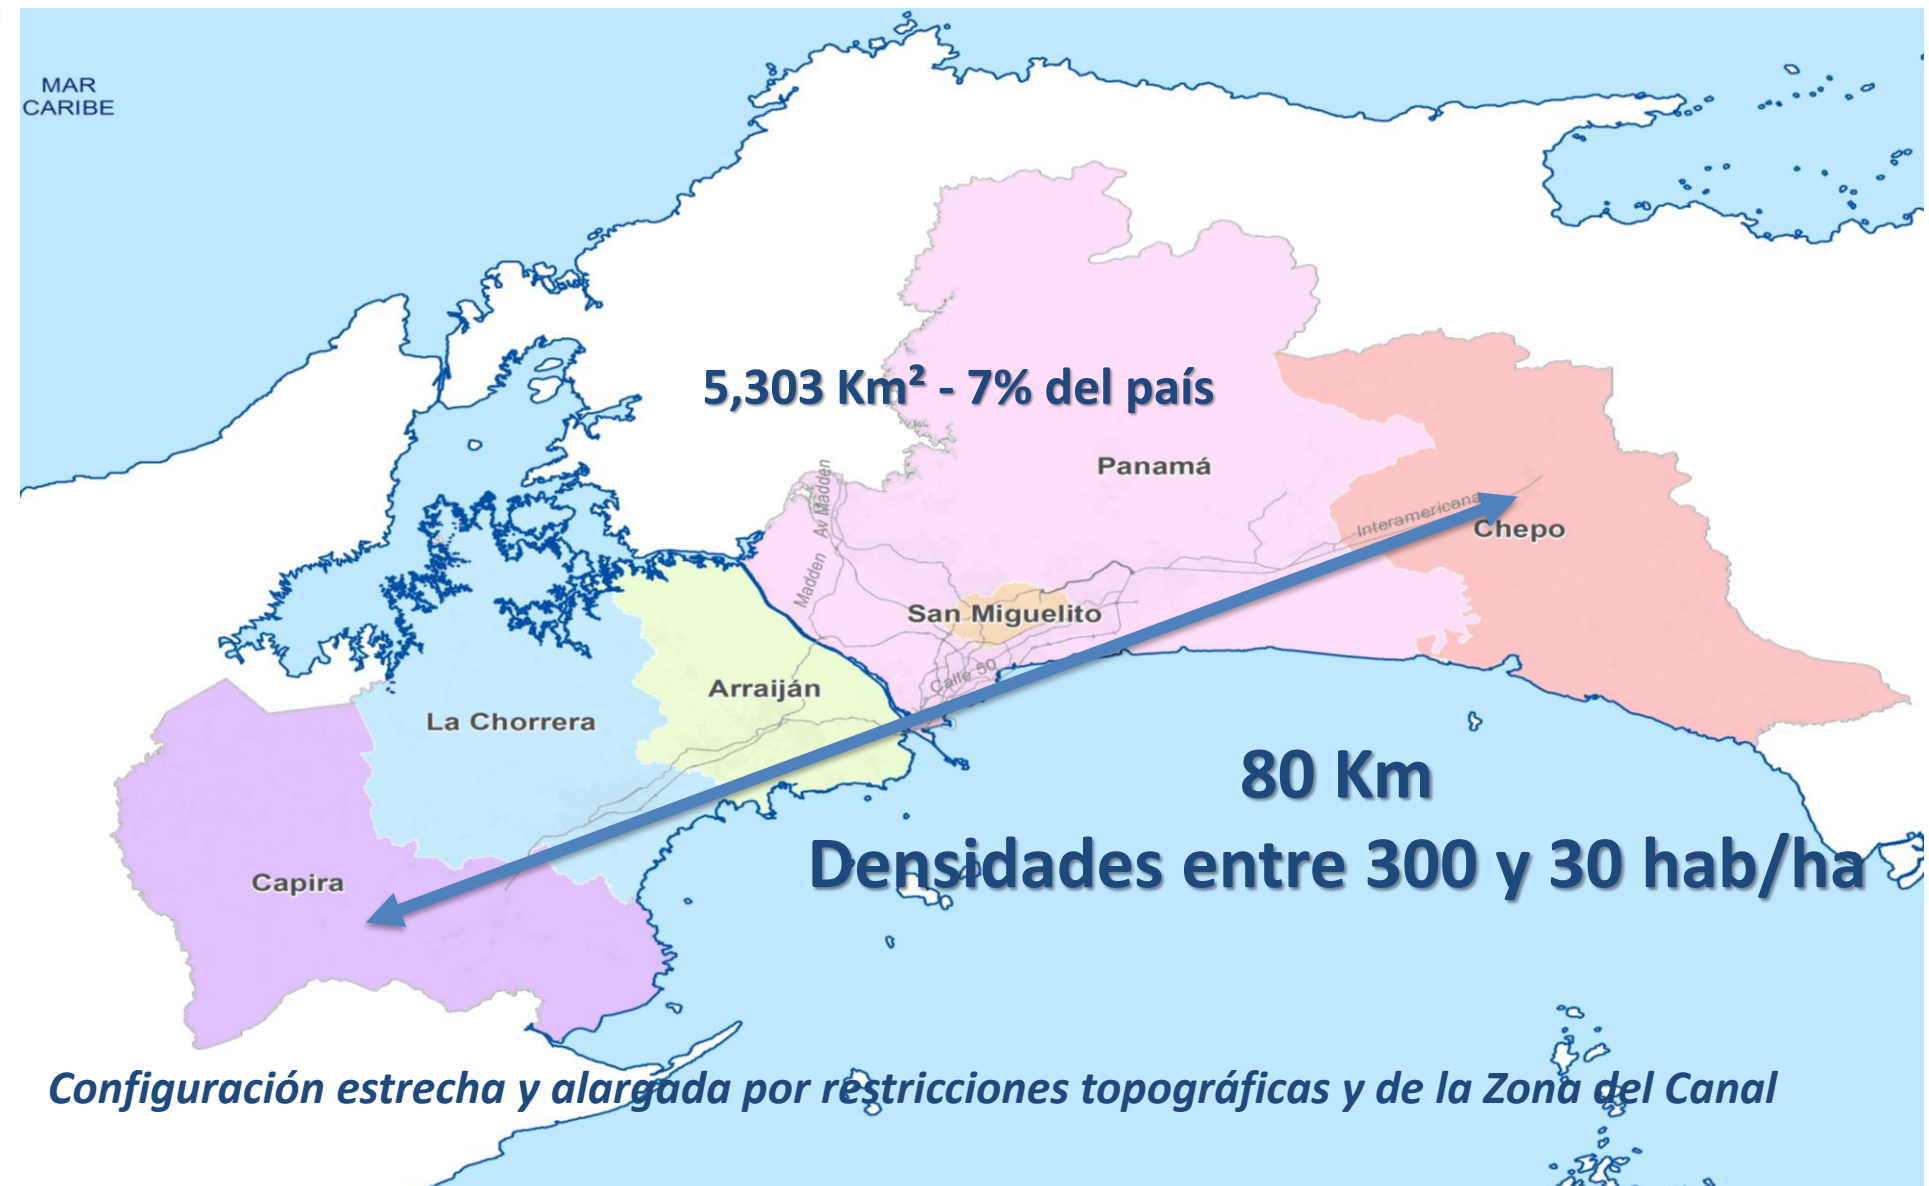 MAR
CARIBE
5,303 Km² - 7% del país
Panamá
Av Madden
Madden
Interamericana
Chepo
San Miguelito
Calle 50
Arraiján
La Chorrera
80 Km
Densidades entre 300 y 30 hab/ha
Capira
Configuración estrecha y alargada por restricciones topográficas y de la Zona del Canal